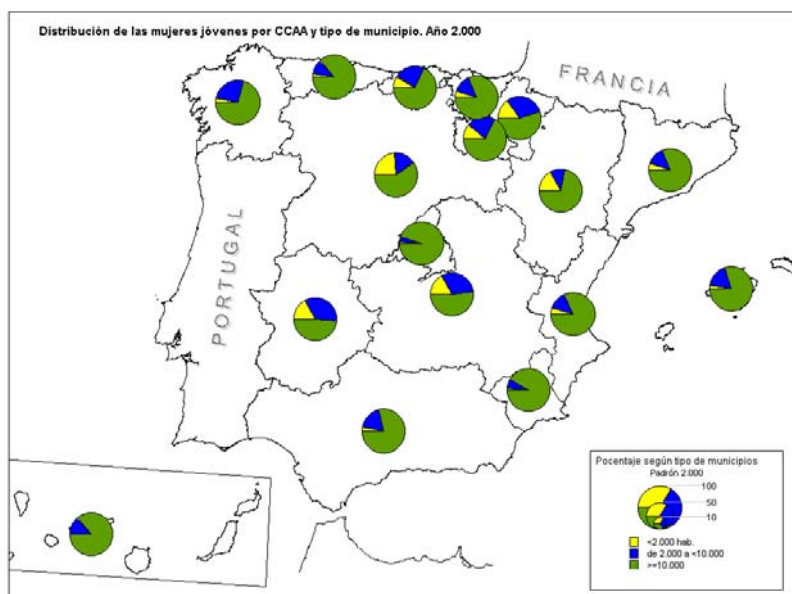 Distribución de las mujeres jóvenes por CCAA y tipo de municipio. Año 2.000
FRANCIA
PORTUGAL
Pocentaje según tipo de municipios
Padrón 2.000
100
50
10
<2.000 hab.
de 2.000 a <10.000
>=10.000